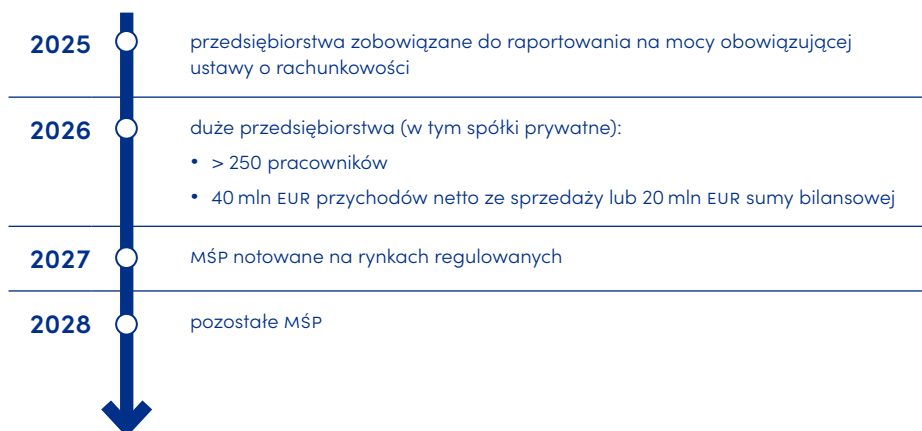 2025
przedsiębiorstwa zobowiązane do raportowania na mocy obowiązującej
ustawy o rachunkowości
2026
duże przedsiębiorstwa (w tym spółki prywatne):
• > 250 pracowników
• 40 mln EUR przychodów netto ze sprzedaży lub 20 mln EUR sumy bilansowej
2027
MŚP notowane na rynkach regulowanych
2028
pozostałe MŚP